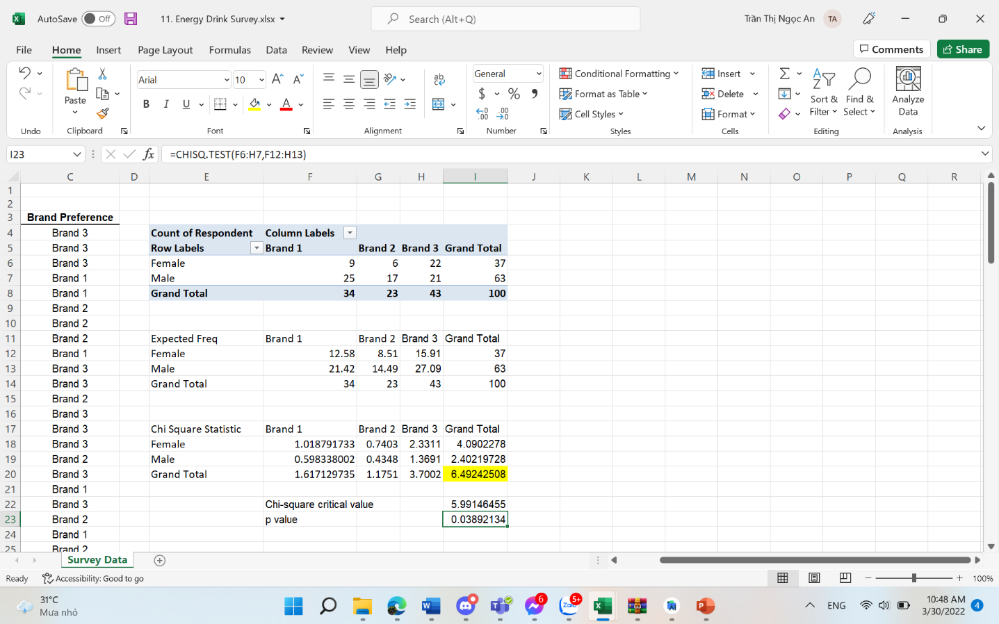 AutoSave Off 11. Energy Drink Survey.xlsx Search (Alt+Q) Trần Thị Ngọc An TA
File Home Insert Page Layout Formulas Data Review View Help Comments Share
Paste Arial 10 General Conditional Formatting Insert Sort & Find & Analyze
B I U A $ % Format as Table Delete Filter Select Data
Cell Styles Format
Undo Clipboard Font Alignment Number Styles Cells Editing Analysis
I23 fx =CHISQ.TEST(F6:H7,F12:H13)
C D E F G H I J K L M N O P Q R
1
2
3 Brand Preference
4 Brand 3 Count of Respondent Column Labels
5 Brand 3 Row Labels Brand 1 Brand 2 Brand 3 Grand Total
6 Brand 3 Female 9 6 22 37
7 Brand 1 Male 25 17 21 63
8 Brand 1 Grand Total 34 23 43 100
9 Brand 2
10 Brand 2
11 Brand 2 Expected Freq Brand 1 Brand 2 Brand 3 Grand Total
12 Brand 1 Female 12.58 8.51 15.91 37
13 Brand 3 Male 21.42 14.49 27.09 63
14 Brand 3 Grand Total 34 23 43 100
15 Brand 2
16 Brand 3
17 Brand 3 Chi Square Statistic Brand 1 Brand 2 Brand 3 Grand Total
18 Brand 3 Female 1.018791733 0.7403 2.3311 4.0902278
19 Brand 2 Male 0.598338002 0.4348 1.3691 2.40219728
20 Brand 3 Grand Total 1.617129735 1.1751 3.7002 6.49242508
21 Brand 1
22 Brand 3 Chi-square critical value 5.99146455
23 Brand 2 p value 0.03892134
24 Brand 1
25 Brand 2
Survey Data
Ready Accessibility: Good to go 100%
31°C 6 5+ ENG 10:48 AM 4
Mưa nhỏ 3/30/2022